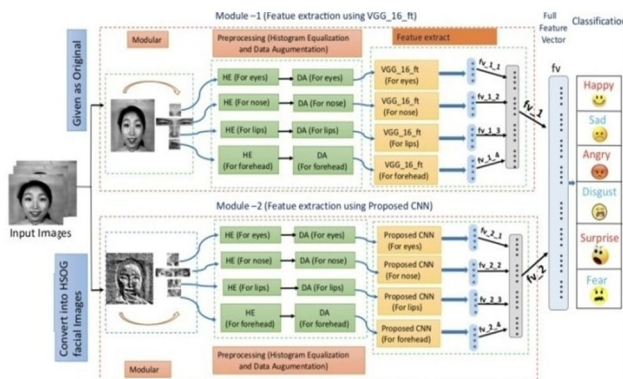 Module –1 (Featue extraction using VGG_16_ft)
Modular
Preprocessing (Histogram Equalization
and Data Augumentation)
Featue extract
Full
Feature
Vector
Classification
Given as Original
HE (For eyes)
DA (For eyes)
VGG_16_ft
(For eyes)
fv_1_1
HE (For nose)
DA (For nose)
VGG_16_ft
(For nose)
fv_1_2
HE (For lips)
DA (For lips)
VGG_16_ft
(For lips)
fv_1_3
HE
(For forehead)
DA
(For forehead)
VGG_16_ft
(For forehead)
fv_1_4
fv_1
fv
Input Images
Module –2 (Featue extraction using Proposed CNN)
Convert into HSOG
facial Images
HE (For eyes)
DA (For eyes)
Proposed CNN
(For eyes)
fv_2_1
HE (For nose)
DA (For nose)
Proposed CNN
(For nose)
fv_2_2
HE (For lips)
DA (For lips)
Proposed CNN
(For lips)
fv_2_3
HE
(For forehead)
DA
(For forehead)
Proposed CNN
(For forehead)
fv_2_4
fv_2
Modular
Preprocessing (Histogram Equalization
and Data Augumentation)
Happy
Sad
Angry
Disgust
Surprise
Fear